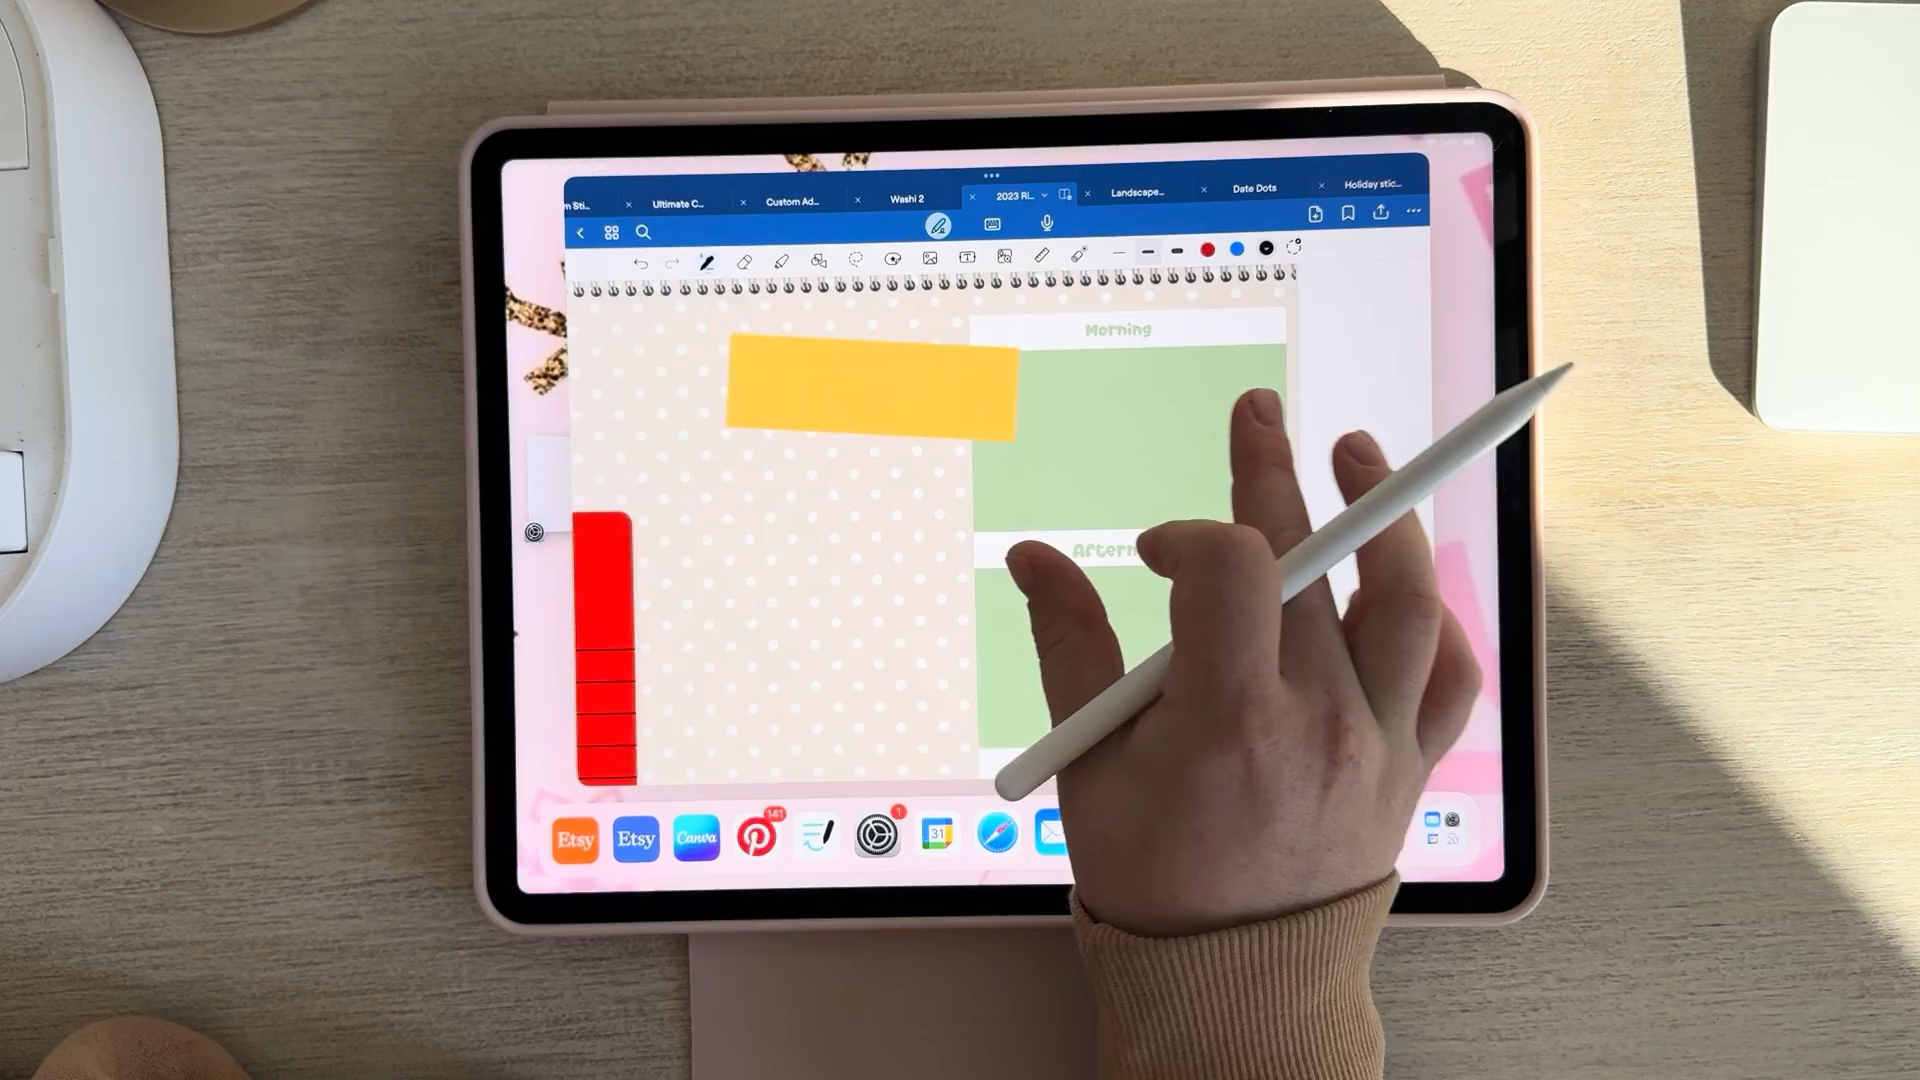 m Sti... Ultimate C... Custom Ad... Washi 2 2023 Ri... Landscape... Date Dots Holiday stic...
Morning
Aftern
Etsy Etsy Canva 141 1 31
20